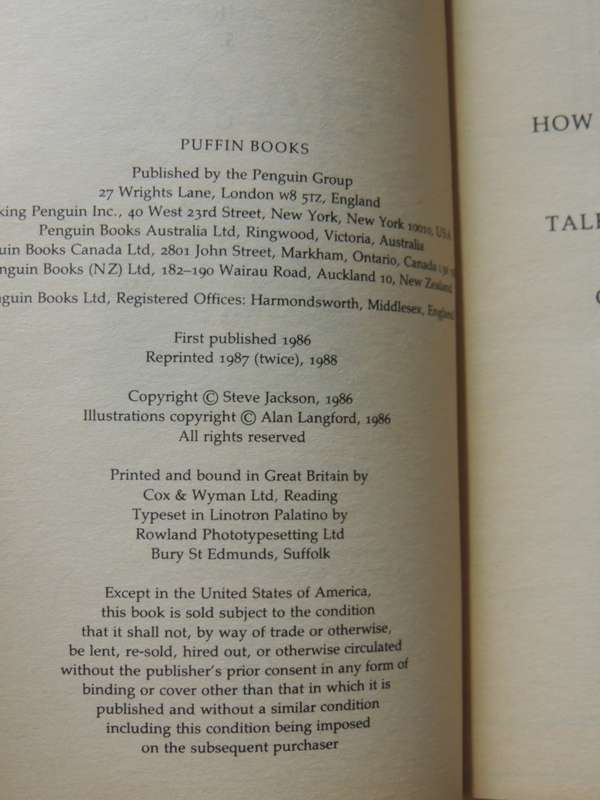 PUFFIN BOOKS
Published by the Penguin Group
27 Wrights Lane, London W8 5TZ, England
king Penguin Inc., 40 West 23rd Street, New York, New York 10010, USA
Penguin Books Australia Ltd, Ringwood, Victoria, Australia
uin Books Canada Ltd, 2801 John Street, Markham, Ontario, Canada
enguin Books (NZ) Ltd, 182–190 Wairau Road, Auckland 10, New Zealand
nguin Books Ltd, Registered Offices: Harmondsworth, Middlesex, England
First published 1986
Reprinted 1987 (twice), 1988
Copyright © Steve Jackson, 1986
Illustrations copyright © Alan Langford, 1986
All rights reserved
Printed and bound in Great Britain by
Cox & Wyman Ltd, Reading
Typeset in Linotron Palatino by
Rowland Phototypesetting Ltd
Bury St Edmunds, Suffolk
Except in the United States of America,
this book is sold subject to the condition
that it shall not, by way of trade or otherwise,
be lent, re-sold, hired out, or otherwise circulated
without the publisher's prior consent in any form of
binding or cover other than that in which it is
published and without a similar condition
including this condition being imposed
on the subsequent purchaser
HOW
TALE